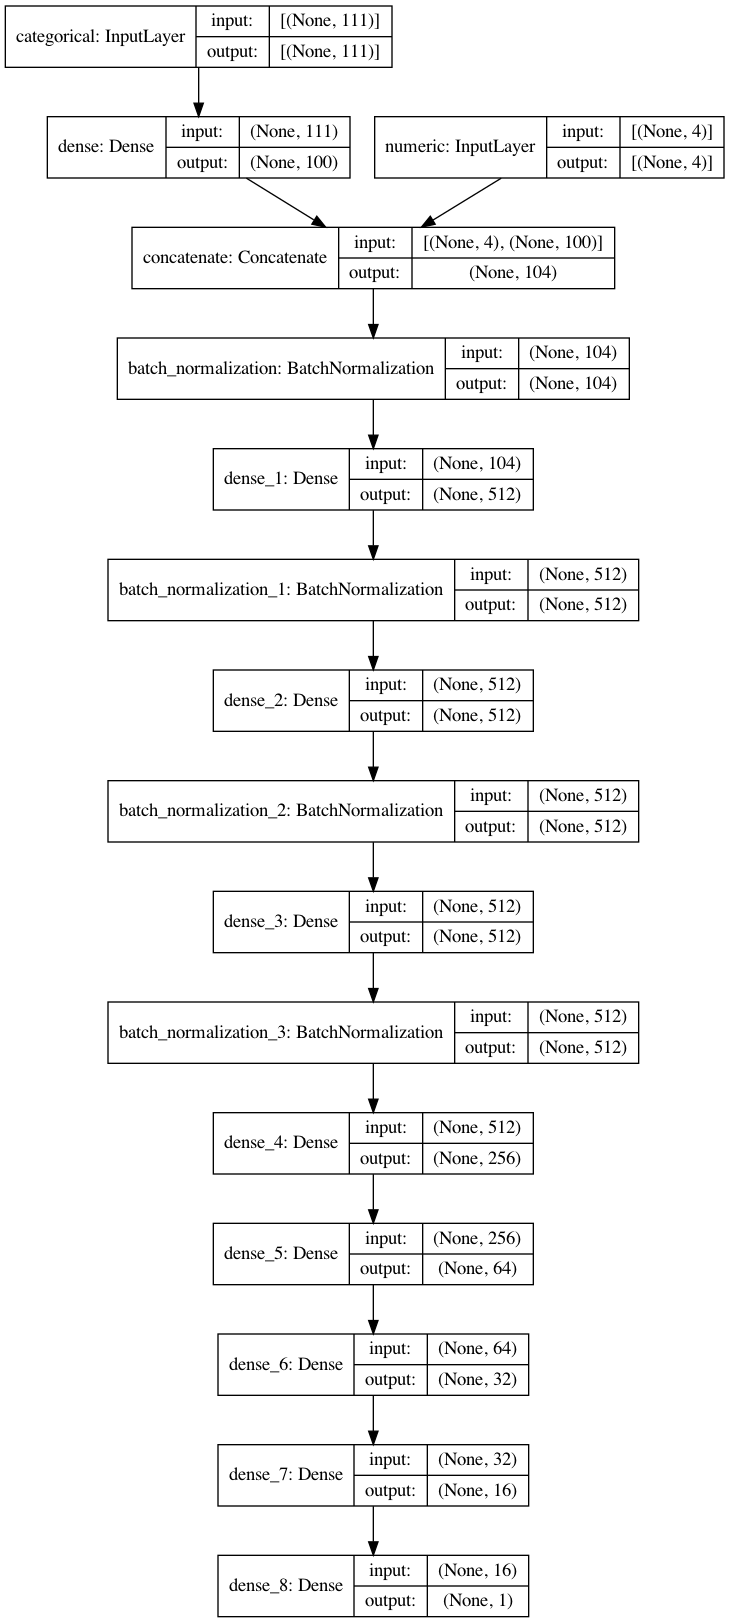 categorical: InputLayer
input: [(None, 111)]
output: [(None, 111)]
dense: Dense
input: (None, 111)
output: (None, 100)
numeric: InputLayer
input: [(None, 4)]
output: [(None, 4)]
concatenate: Concatenate
input: [(None, 4), (None, 100)]
output: (None, 104)
batch_normalization: BatchNormalization
input: (None, 104)
output: (None, 104)
dense_1: Dense
input: (None, 104)
output: (None, 512)
batch_normalization_1: BatchNormalization
input: (None, 512)
output: (None, 512)
dense_2: Dense
input: (None, 512)
output: (None, 512)
batch_normalization_2: BatchNormalization
input: (None, 512)
output: (None, 512)
dense_3: Dense
input: (None, 512)
output: (None, 512)
batch_normalization_3: BatchNormalization
input: (None, 512)
output: (None, 512)
dense_4: Dense
input: (None, 512)
output: (None, 256)
dense_5: Dense
input: (None, 256)
output: (None, 64)
dense_6: Dense
input: (None, 64)
output: (None, 32)
dense_7: Dense
input: (None, 32)
output: (None, 16)
dense_8: Dense
input: (None, 16)
output: (None, 1)